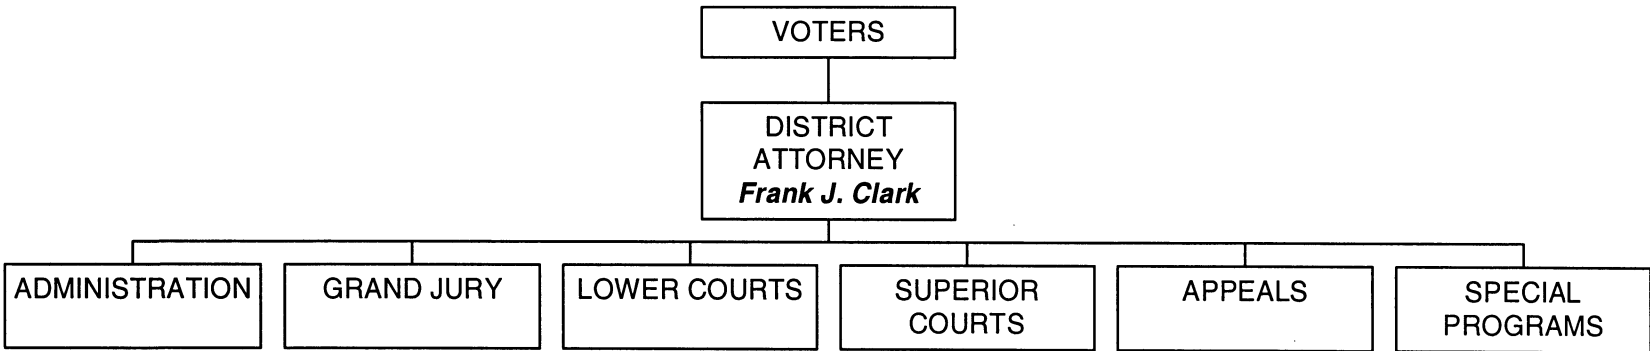 VOTERS
DISTRICT
ATTORNEY
Frank J. Clark
ADMINISTRATION
GRAND JURY
LOWER COURTS
SUPERIOR
COURTS
APPEALS
SPECIAL
PROGRAMS